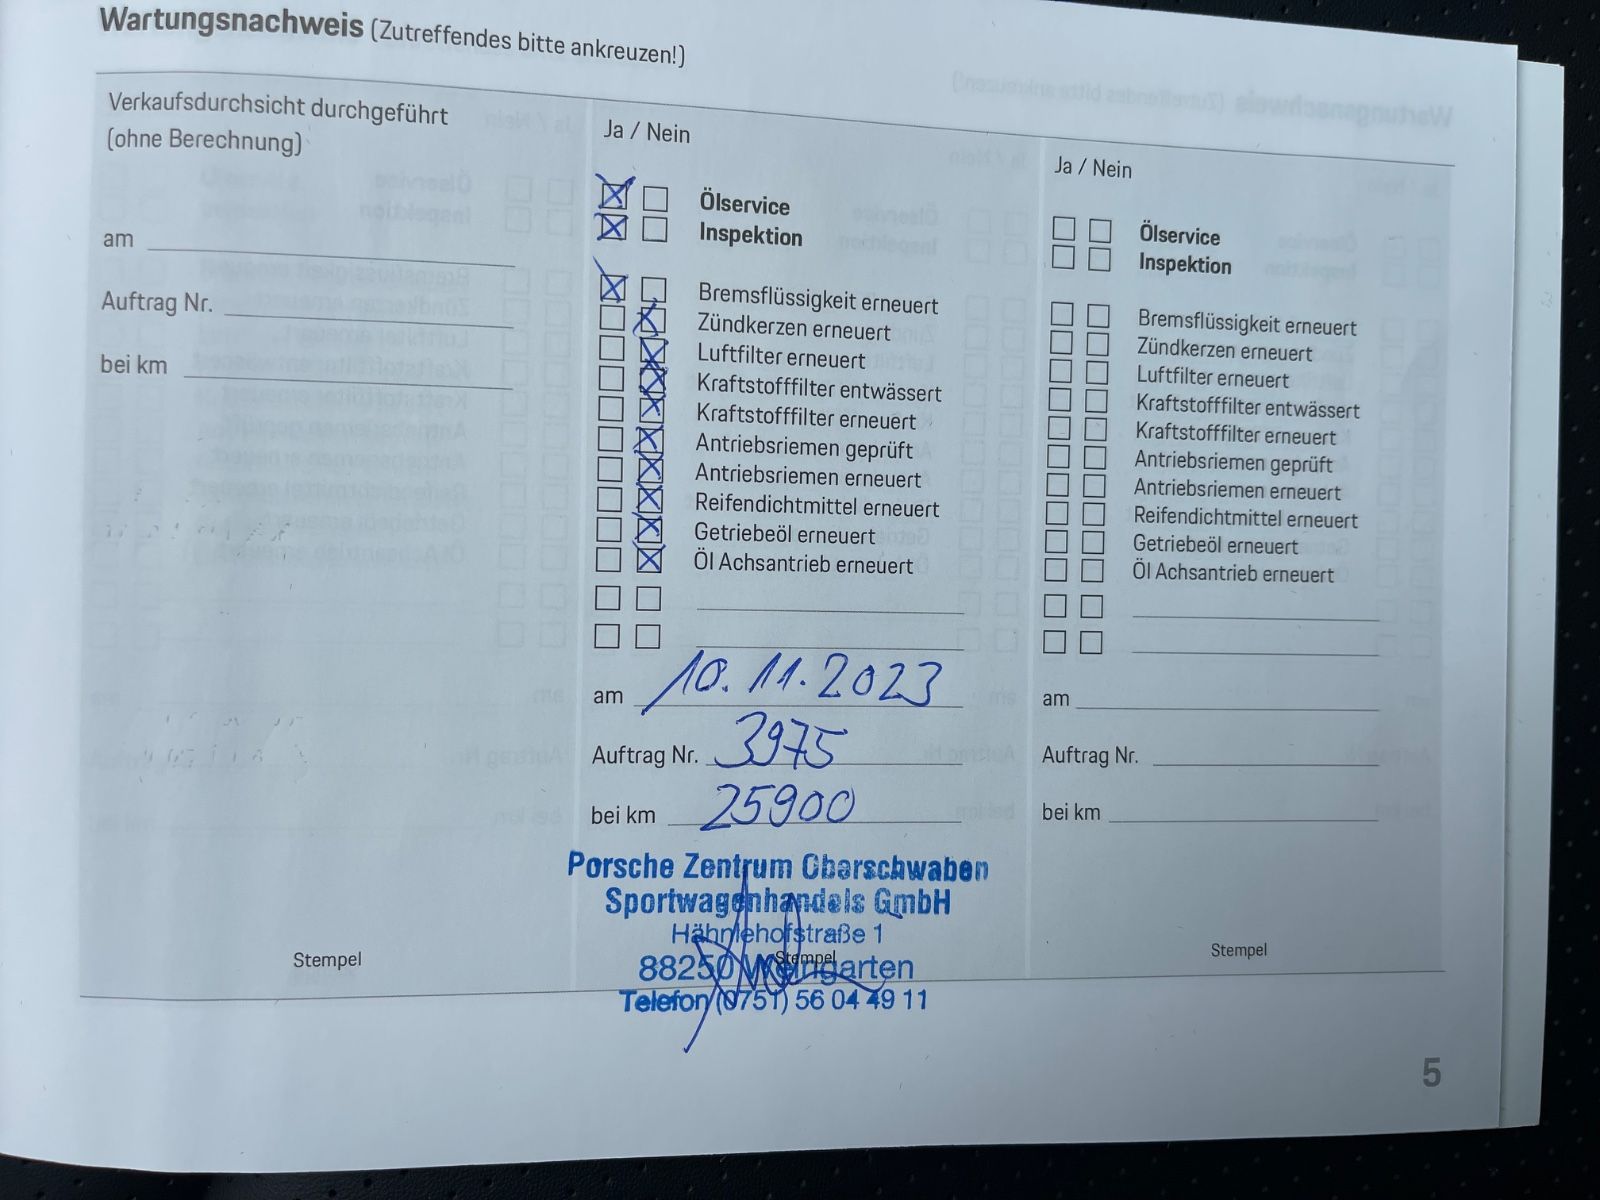 Wartungsnachweis (Zutreffendes bitte ankreuzen!)
Verkaufsdurchsicht durchgeführt
(ohne Berechnung)
am
Auftrag Nr.
bei km
Stempel
Ja / Nein
Ölservice
Inspektion
Bremsflüssigkeit erneuert
Zündkerzen erneuert
Luftfilter erneuert
Kraftstofffilter entwässert
Kraftstofffilter erneuert
Antriebsriemen geprüft
Antriebsriemen erneuert
Reifendichtmittel erneuert
Getriebeöl erneuert
Öl Achsantrieb erneuert
am 10.11.2023
Auftrag Nr. 3975
bei km 25900
Porsche Zentrum Oberschwaben
Sportwagenhandels GmbH
Hähnlehofstraße 1
88250 Weingarten
Stempel
Telefon (0751) 56 04 49 11
Ja / Nein
Ölservice
Inspektion
Bremsflüssigkeit erneuert
Zündkerzen erneuert
Luftfilter erneuert
Kraftstofffilter entwässert
Kraftstofffilter erneuert
Antriebsriemen geprüft
Antriebsriemen erneuert
Reifendichtmittel erneuert
Getriebeöl erneuert
Öl Achsantrieb erneuert
am
Auftrag Nr.
bei km
Stempel
5